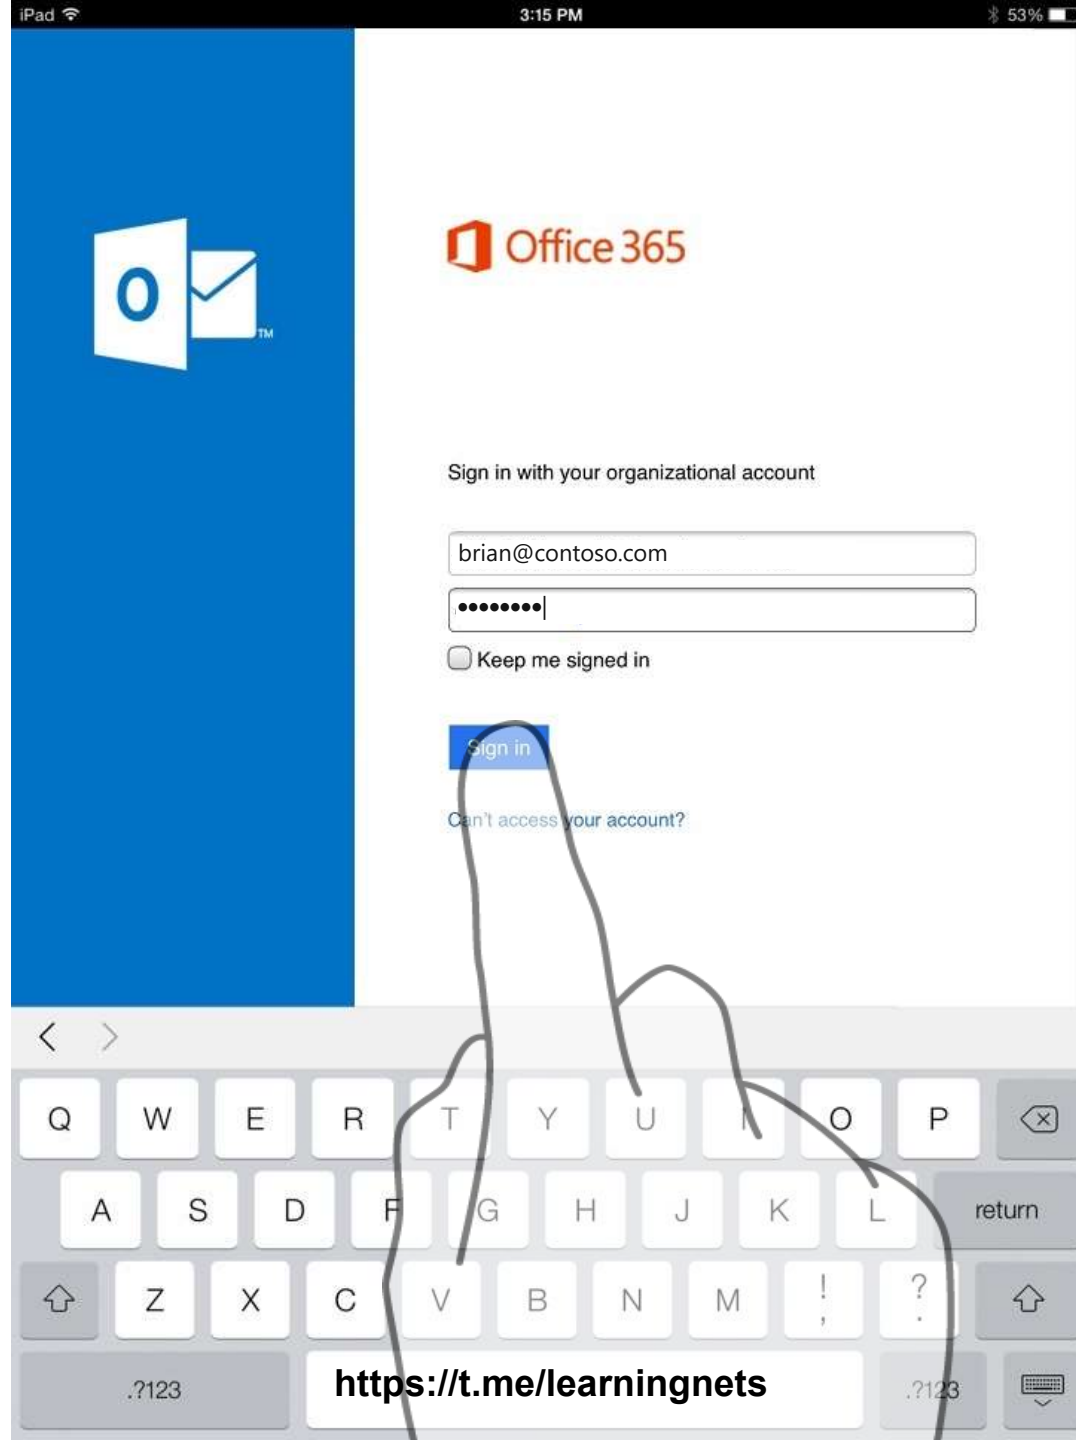 iPad 3:15 PM 53%
O
TM
Office 365
Sign in with your organizational account
brian@contoso.com
••••••••
Keep me signed in
Sign in
Can't access your account?
Q W E R T Y U I O P
A S D F G H J K L return
Z X C V B N M ! , ? .
.?123 https://t.me/learningnets .?123